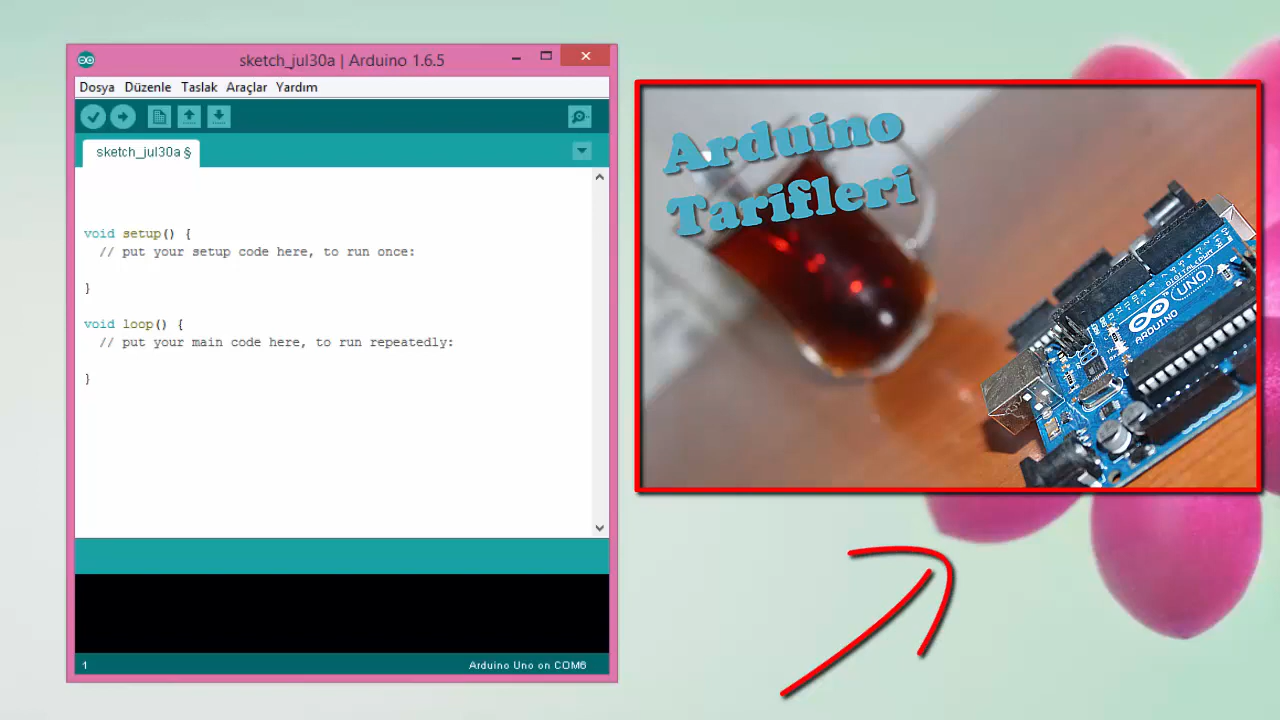 sketch_jul30a | Arduino 1.6.5
Dosya Düzenle Taslak Araçlar Yardım
sketch_jul30a §
void setup() {
// put your setup code here, to run once:
}
void loop() {
// put your main code here, to run repeatedly:
}
1
Arduino Uno on COM6
Arduino
Tarifleri
UNO
ARDUINO